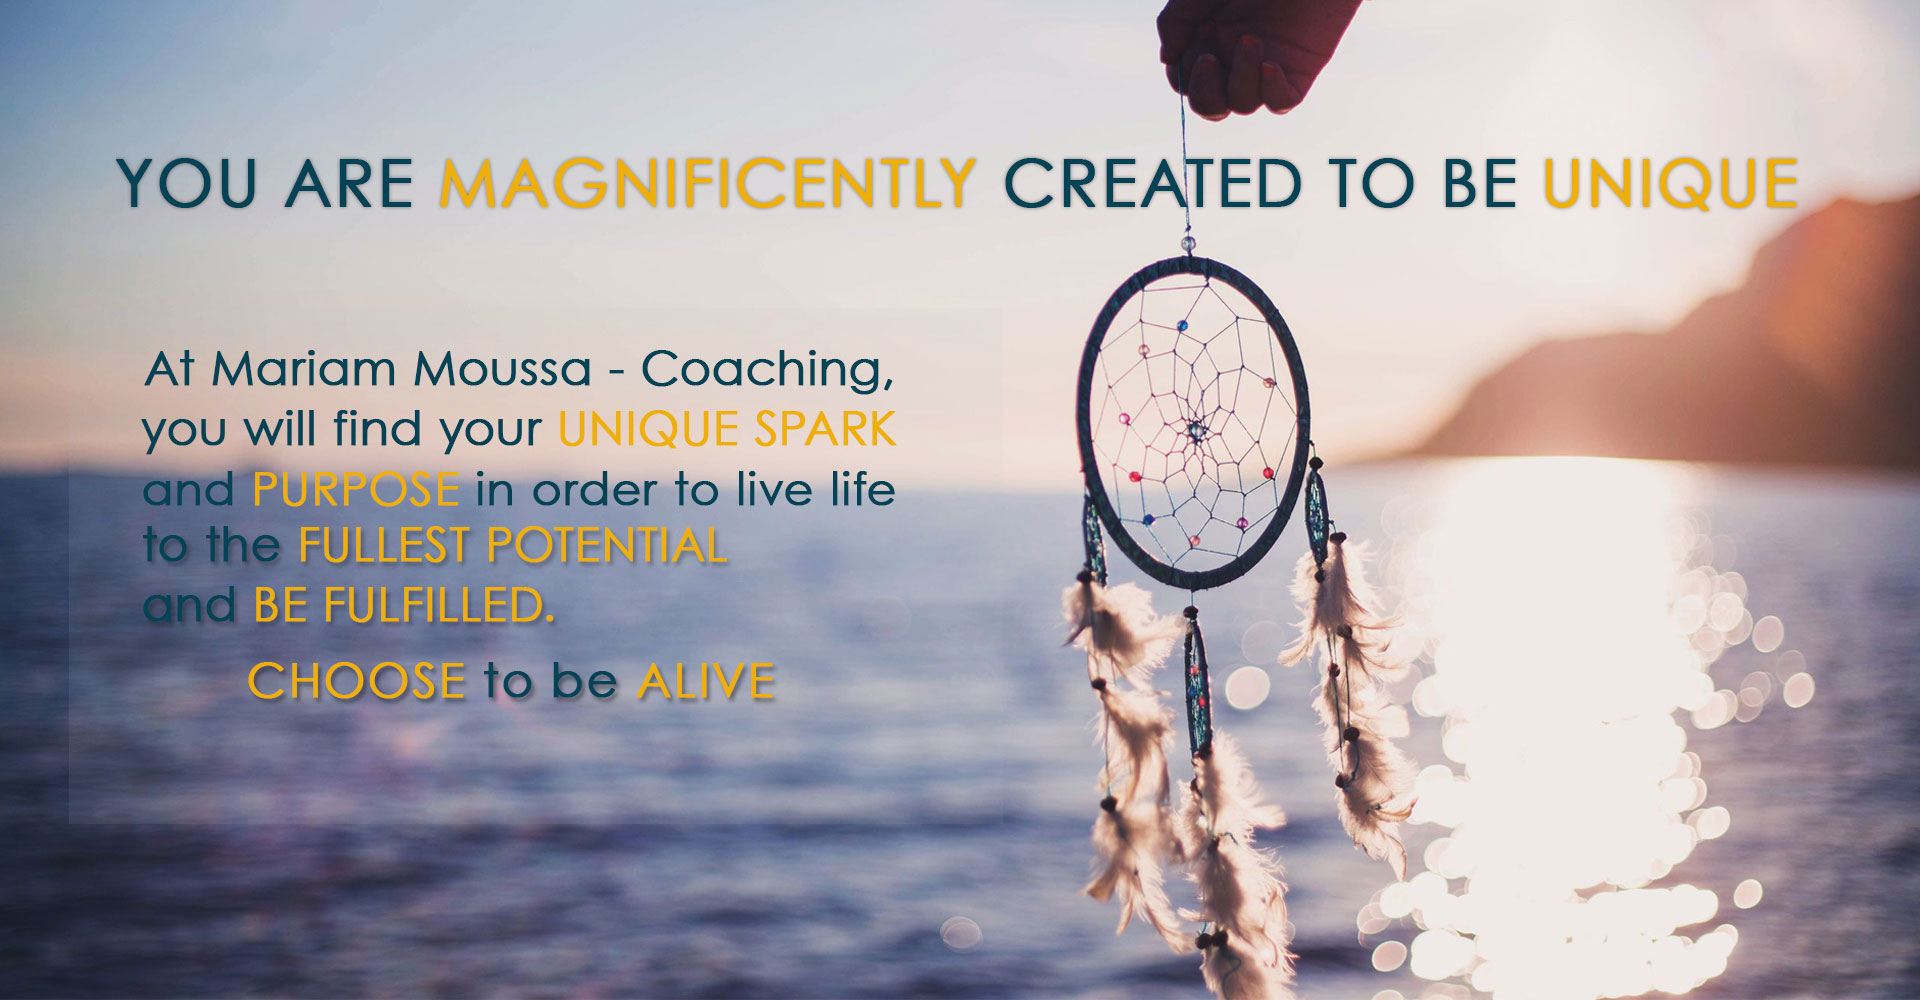 YOU ARE MAGNIFICENTLY CREATED TO BE UNIQUE
At Mariam Moussa - Coaching,
you will find your UNIQUE SPARK
and PURPOSE in order to live life
to the FULLEST POTENTIAL
and BE FULFILLED.
CHOOSE to be ALIVE